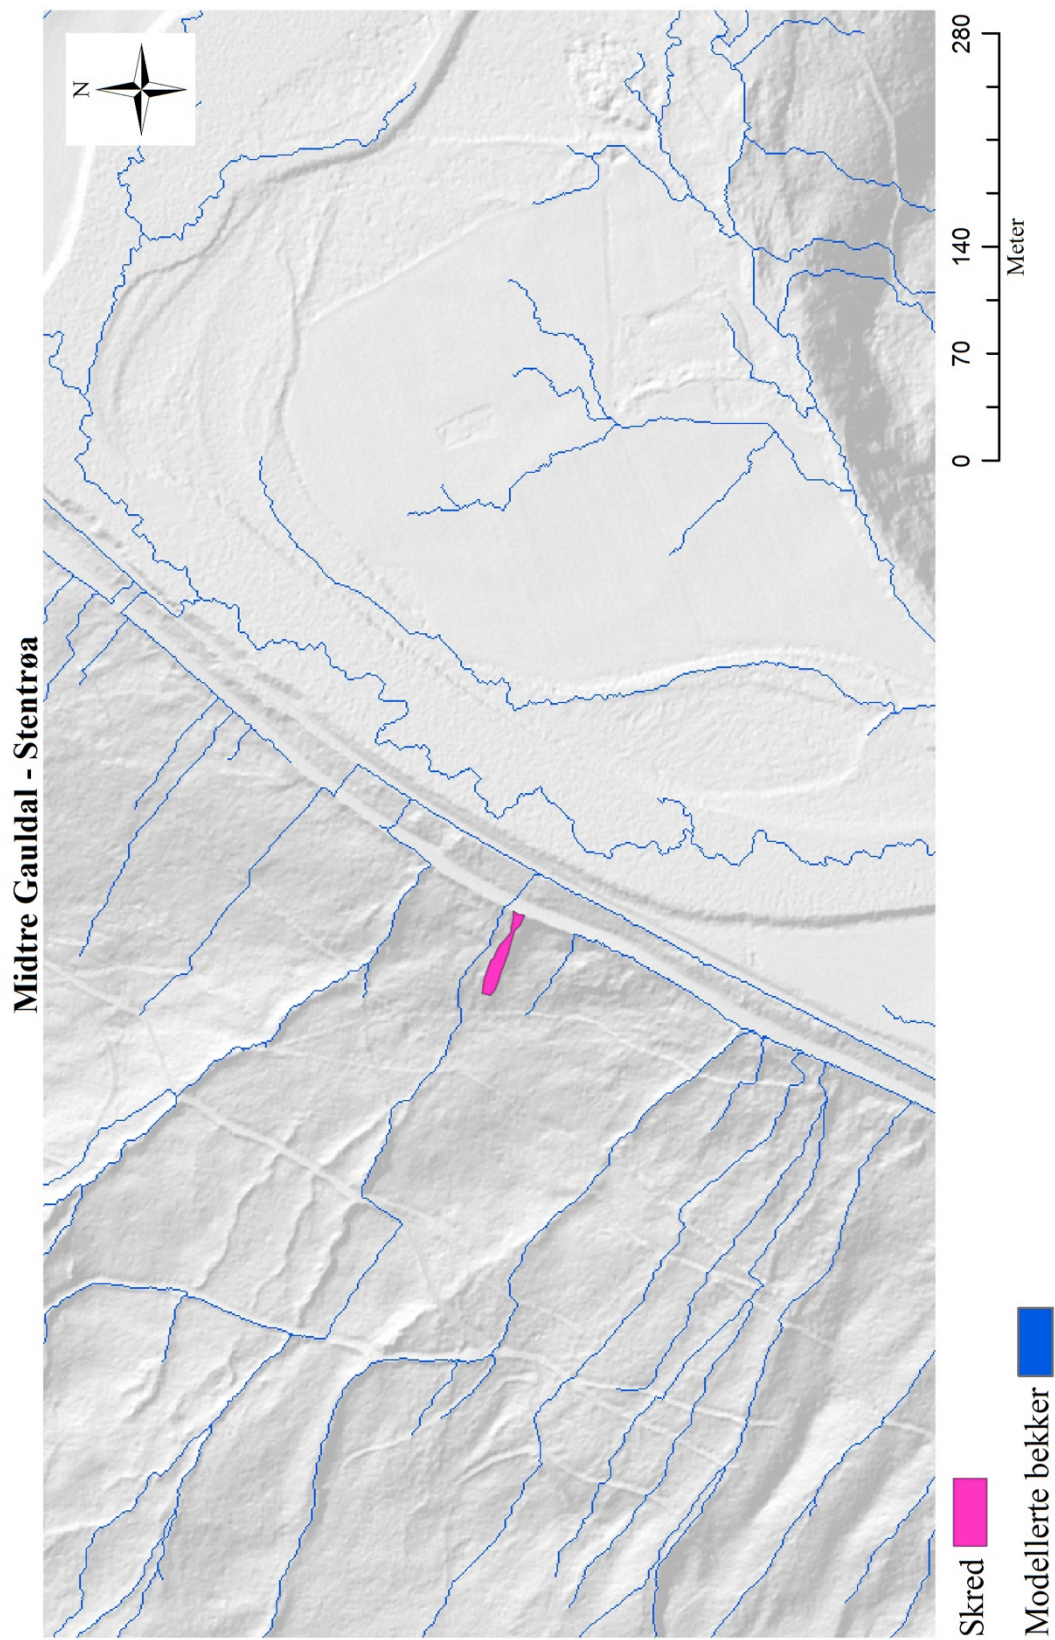 Midtre Gauldal - Stentrøa
N
Skred
Modellerte bekker
0 70 140 280
Meter